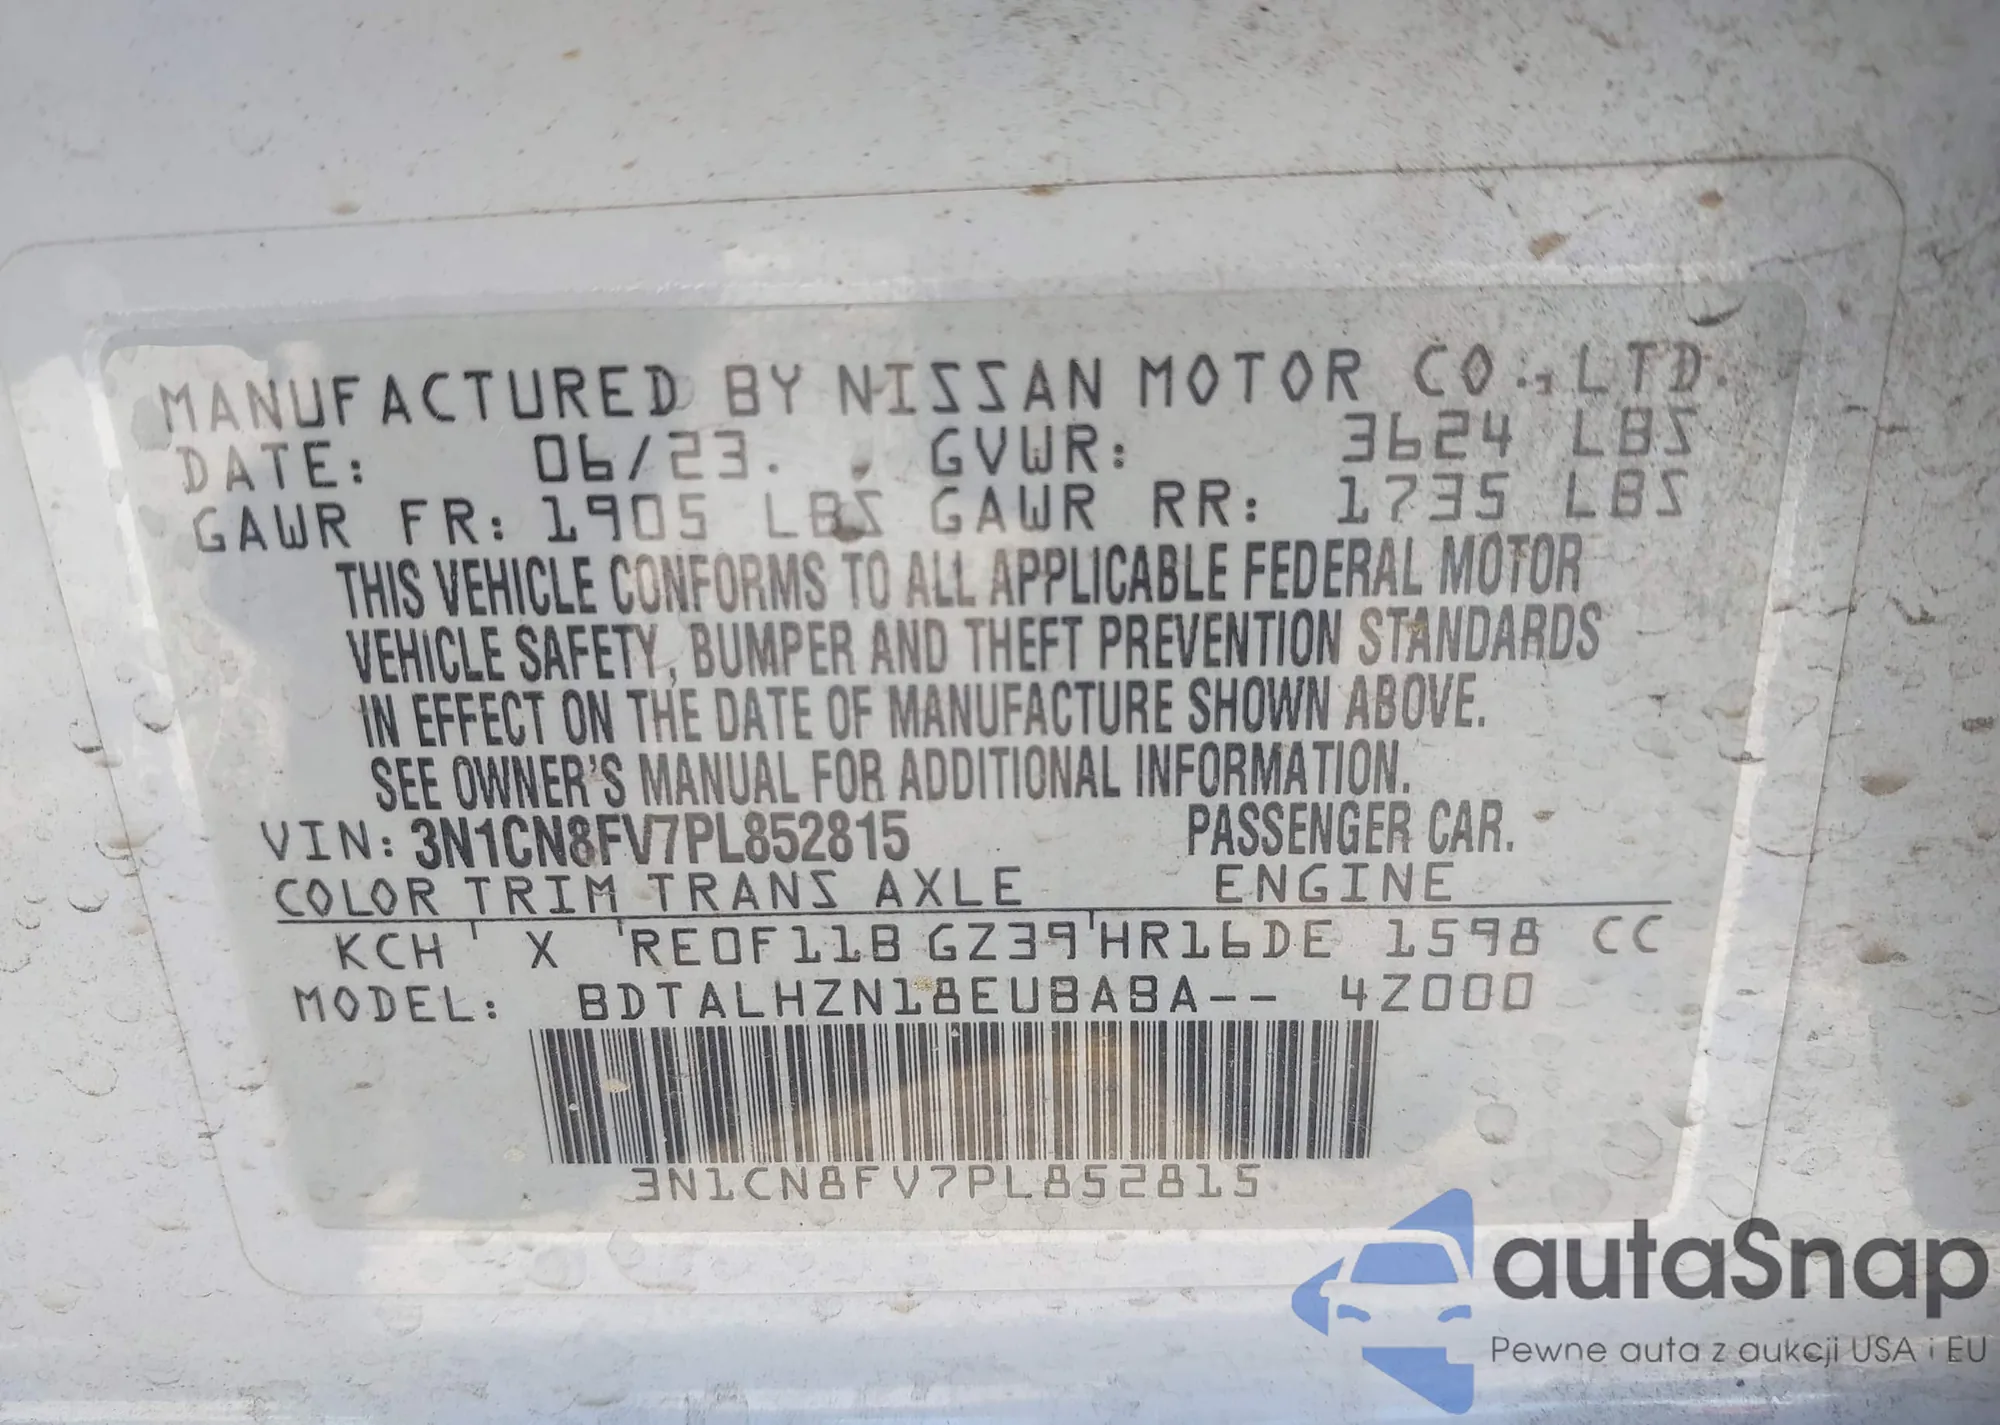 MANUFACTURED BY NISSAN MOTOR CO., LTD.
DATE: 06/23. GVWR: 3624 LBS
GAWR FR: 1905 LBS GAWR RR: 1735 LBS
THIS VEHICLE CONFORMS TO ALL APPLICABLE FEDERAL MOTOR
VEHICLE SAFETY, BUMPER AND THEFT PREVENTION STANDARDS
IN EFFECT ON THE DATE OF MANUFACTURE SHOWN ABOVE.
SEE OWNER'S MANUAL FOR ADDITIONAL INFORMATION.
VIN: 3N1CN8FV7PL852815 PASSENGER CAR.
COLOR TRIM TRANS AXLE ENGINE
KCH ' X 'RE0F11B GZ39'HR16DE 1598 CC
MODEL: BDTALHZN18EU8A8A-- 4Z000
3N1CN8FV7PL852815
autaSnap
Pewne auta z aukcji USA i EU